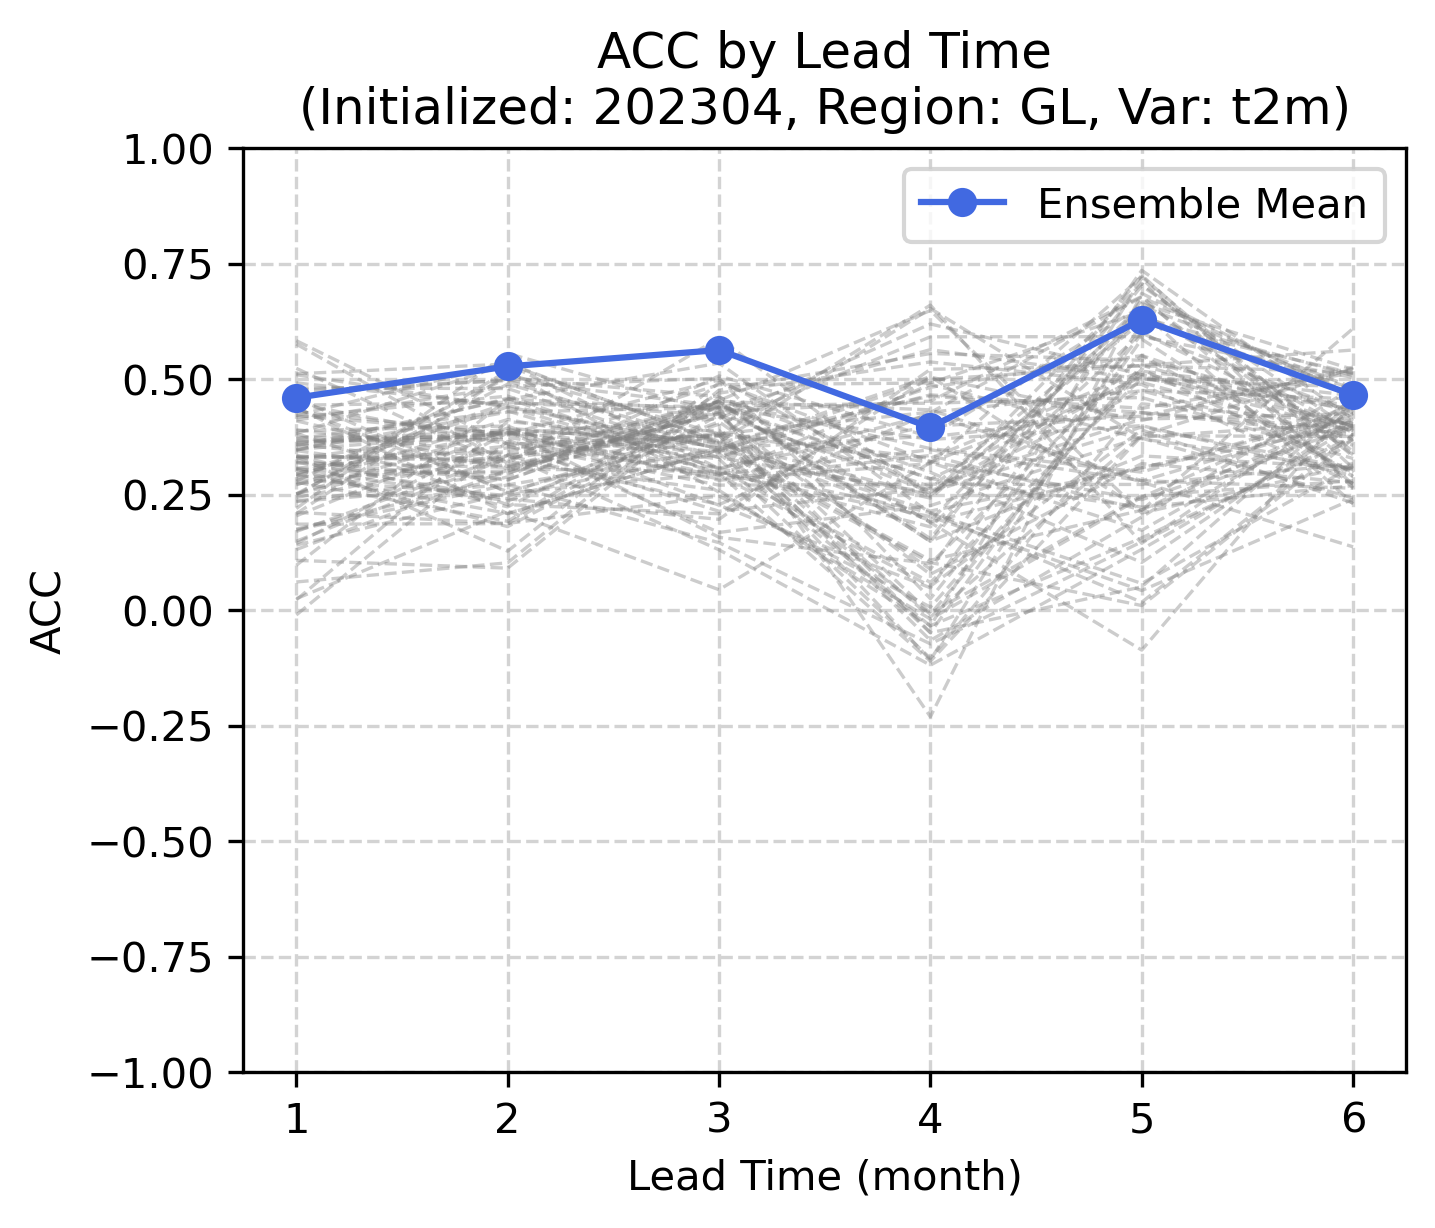 ACC by Lead Time
(Initialized: 202304, Region: GL, Var: t2m)
Ensemble Mean
ACC
1.00
0.75
0.50
0.25
0.00
−0.25
−0.50
−0.75
−1.00
1 2 3 4 5 6
Lead Time (month)